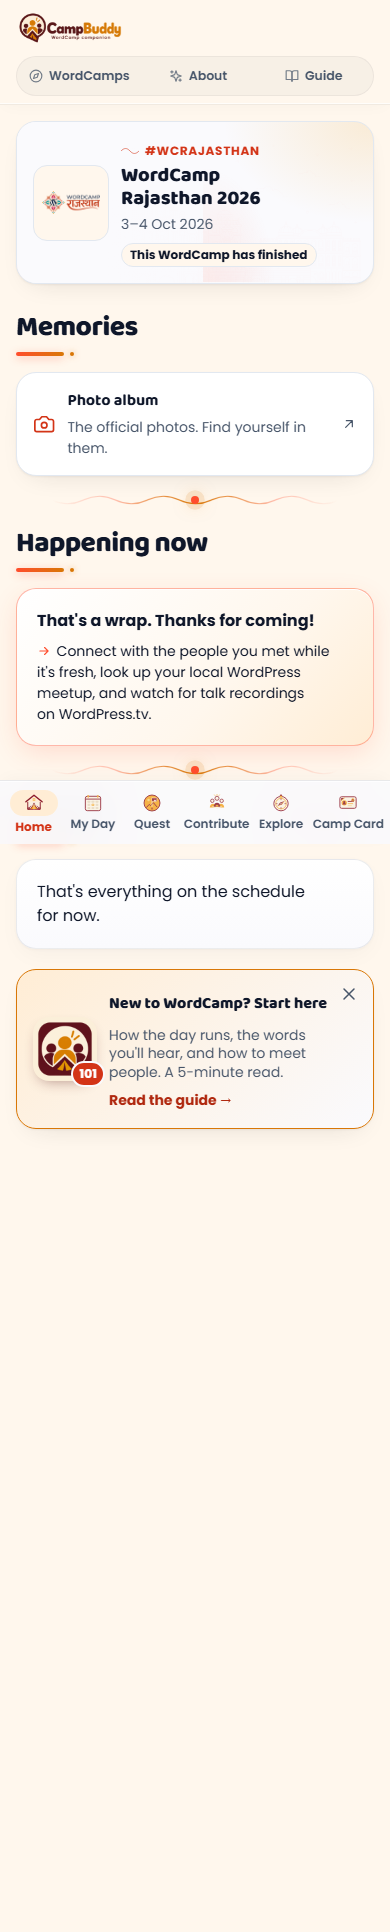 CampBuddy
WordCamp companion
WordCamps
About
Guide
WORDCAMP
राजस्थान
#WCRAJASTHAN
WordCamp
Rajasthan 2026
3–4 Oct 2026
This WordCamp has finished
Memories
Photo album
The official photos. Find yourself in
them.
Happening now
That's a wrap. Thanks for coming!
→ Connect with the people you met while
it's fresh, look up your local WordPress
meetup, and watch for talk recordings
on WordPress.tv.
Home
My Day
Quest
Contribute
Explore
Camp Card
That's everything on the schedule
for now.
New to WordCamp? Start here
How the day runs, the words
you'll hear, and how to meet
people. A 5-minute read.
101
Read the guide →